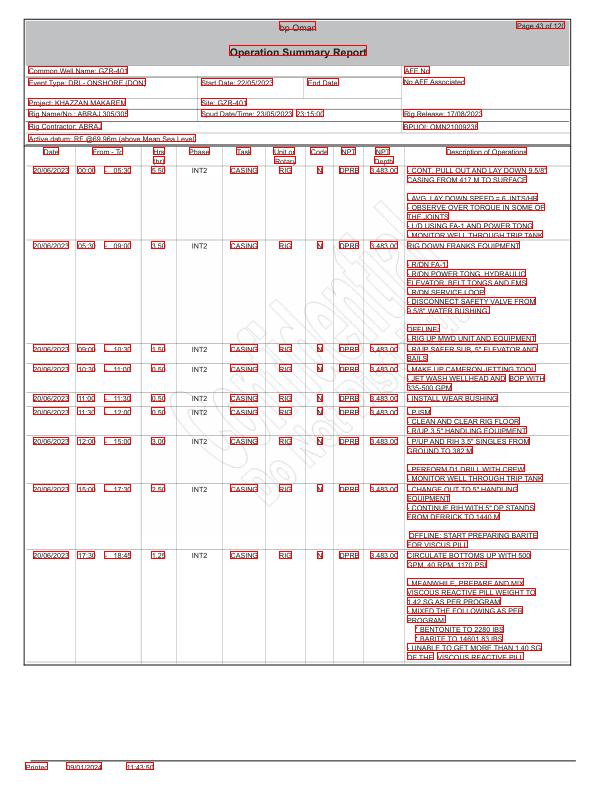 bp Oman
Page 43 of 120
Operation Summary Report
Common Well Name: GZR-401
AFE No
Event Type: DRL- ONSHORE (DON)
Start Date: 22/05/2023
End Date:
No AFE Associated
Project: KHAZZAN MAKAREM
Site: GZR-401
Rig Name/No.: ABRAJ 305/305
Spud Date/Time: 23/05/2023 23:15:00
Rig Release: 17/08/2023
Rig Contractor: ABRAJ
BPUOI: OMN21009236
Active datum: RF @69.96m (above Mean Sea Level)
Date From - To Hrs (hr) Phase Task Unit or Rotary Code NPT NPT Depth Description of Operations
20/06/2023 00:00 - 05:30 5.50 INT2 CASING RIG N DPRB 3,483.00 - CONT. PULL OUT AND LAY DOWN 9.5/8"
CASING FROM 417 M TO SURFACE
- AVG. LAY DOWN SPEED = 6 JNTS/HR
- OBSERVE OVER TORQUE IN SOME OF
THE JOINTS
- L/D USING FA-1 AND POWER TONG
- MONITOR WELL THROUGH TRIP TANK
20/06/2023 05:30 - 09:00 3.50 INT2 CASING RIG N DPRB 3,483.00 RIG DOWN FRANKS EQUIPMENT
- R/DN FA-1
- R/DN POWER TONG, HYDRAULIC
ELEVATOR, BELT TONGS AND FMS
- R/DN SERVICE LOOP
- DISCONNECT SAFETY VALVE FROM
9.5/8" WATER BUSHING.
OFFLINE:
- RIG UP MWD UNIT AND EQUIPMENT
20/06/2023 09:00 - 10:30 1.50 INT2 CASING RIG N DPRB 3,483.00 - R/UP SAFER SUB, 5" ELEVATOR AND
BAILS
20/06/2023 10:30 - 11:00 0.50 INT2 CASING RIG N DPRB 3,483.00 - MAKE UP CAMERON JETTING TOOL
- JET WASH WELLHEAD AND BOP WITH
335-500 GPM
20/06/2023 11:00 - 11:30 0.50 INT2 CASING RIG N DPRB 3,483.00 - INSTALL WEAR BUSHING
20/06/2023 11:30 - 12:00 0.50 INT2 CASING RIG N DPRB 3,483.00 - PJSM
- CLEAN AND CLEAR RIG FLOOR
- R/UP 3.5" HANDLING EQUIPMENT
20/06/2023 12:00 - 15:00 3.00 INT2 CASING RIG N DPRB 3,483.00 - P/UP AND RIH 3.5" SINGLES FROM
GROUND TO 382 M
- PERFORM D1 DRILL WITH CREW
- MONITOR WELL THROUGH TRIP TANK
20/06/2023 15:00 - 17:30 2.50 INT2 CASING RIG N DPRB 3,483.00 - CHANGE OUT TO 5" HANDLING
EQUIPMENT
- CONTINUE RIH WITH 5" DP STANDS
FROM DERRICK TO 1440 M
OFFLINE: START PREPARING BARITE
FOR VISCUS PILL
20/06/2023 17:30 - 18:45 1.25 INT2 CASING RIG N DPRB 3,483.00 CIRCULATE BOTTOMS UP WITH 500
GPM, 40 RPM, 1170 PSI
- MEANWHILE, PREPARE AND MIX
VISCOUS REACTIVE PILL WEIGHT TO
1.42 SG AS PER PROGRAM
- MIXED THE FOLLOWING AS PER
PROGRAM:
* BENTONITE TO 2280 lBS
* BARITE TO 14601.83 lBS
- UNABLE TO GET MORE THAN 1.40 SG
OF THE VISCOUS REACTIVE PILL
Confidential
Printed 09/01/2024 11:43:50